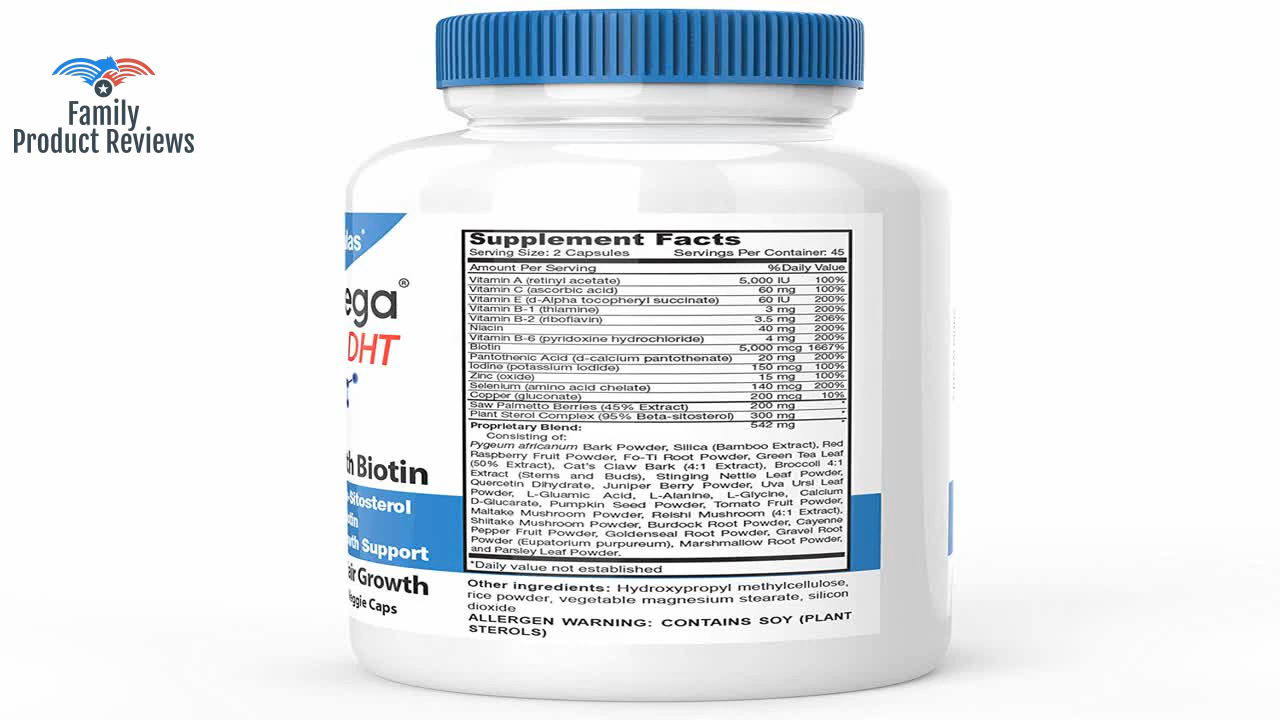 Family
Product Reviews
ega®
DHT
th Biotin
-Sitosterol
tin
wth Support
air Growth
Veggie Caps
Supplement Facts
Serving Size: 2 Capsules Servings Per Container: 45
Amount Per Serving %Daily Value
Vitamin A (retinyl acetate) 5,000 IU 100%
Vitamin C (ascorbic acid) 60 mg 100%
Vitamin E (d-Alpha tocopheryl succinate) 60 IU 200%
Vitamin B-1 (thiamine) 3 mg 200%
Vitamin B-2 (riboflavin) 3.5 mg 206%
Niacin 40 mg 200%
Vitamin B-6 (pyridoxine hydrochloride) 4 mg 200%
Biotin 5,000 mcg 1667%
Pantothenic Acid (d-calcium pantothenate) 20 mg 200%
Iodine (potassium iodide) 150 mcg 100%
Zinc (oxide) 15 mg 100%
Selenium (amino acid chelate) 140 mcg 200%
Copper (gluconate) 200 mcg 10%
Saw Palmetto Berries (45% Extract) 200 mg *
Plant Sterol Complex (95% Beta-sitosterol) 300 mg *
Proprietary Blend: 542 mg *
Consisting of:
Pygeum africanum Bark Powder, Silica (Bamboo Extract), Red
Raspberry Fruit Powder, Fo-Ti Root Powder, Green Tea Leaf
(50% Extract), Cat's Claw Bark (4:1 Extract), Broccoli 4:1
Extract (Stems and Buds), Stinging Nettle Leaf Powder,
Quercetin Dihydrate, Juniper Berry Powder, Uva Ursi Leaf
Powder, L-Gluamic Acid, L-Alanine, L-Glycine, Calcium
D-Glucarate, Pumpkin Seed Powder, Tomato Fruit Powder,
Maitake Mushroom Powder, Reishi Mushroom (4:1 Extract),
Shiitake Mushroom Powder, Burdock Root Powder, Cayenne
Pepper Fruit Powder, Goldenseal Root Powder, Gravel Root
Powder (Eupatorium purpureum), Marshmallow Root Powder,
and Parsley Leaf Powder.
*Daily value not established
Other ingredients: Hydroxypropyl methylcellulose,
rice powder, vegetable magnesium stearate, silicon
dioxide
ALLERGEN WARNING: CONTAINS SOY (PLANT
STEROLS)